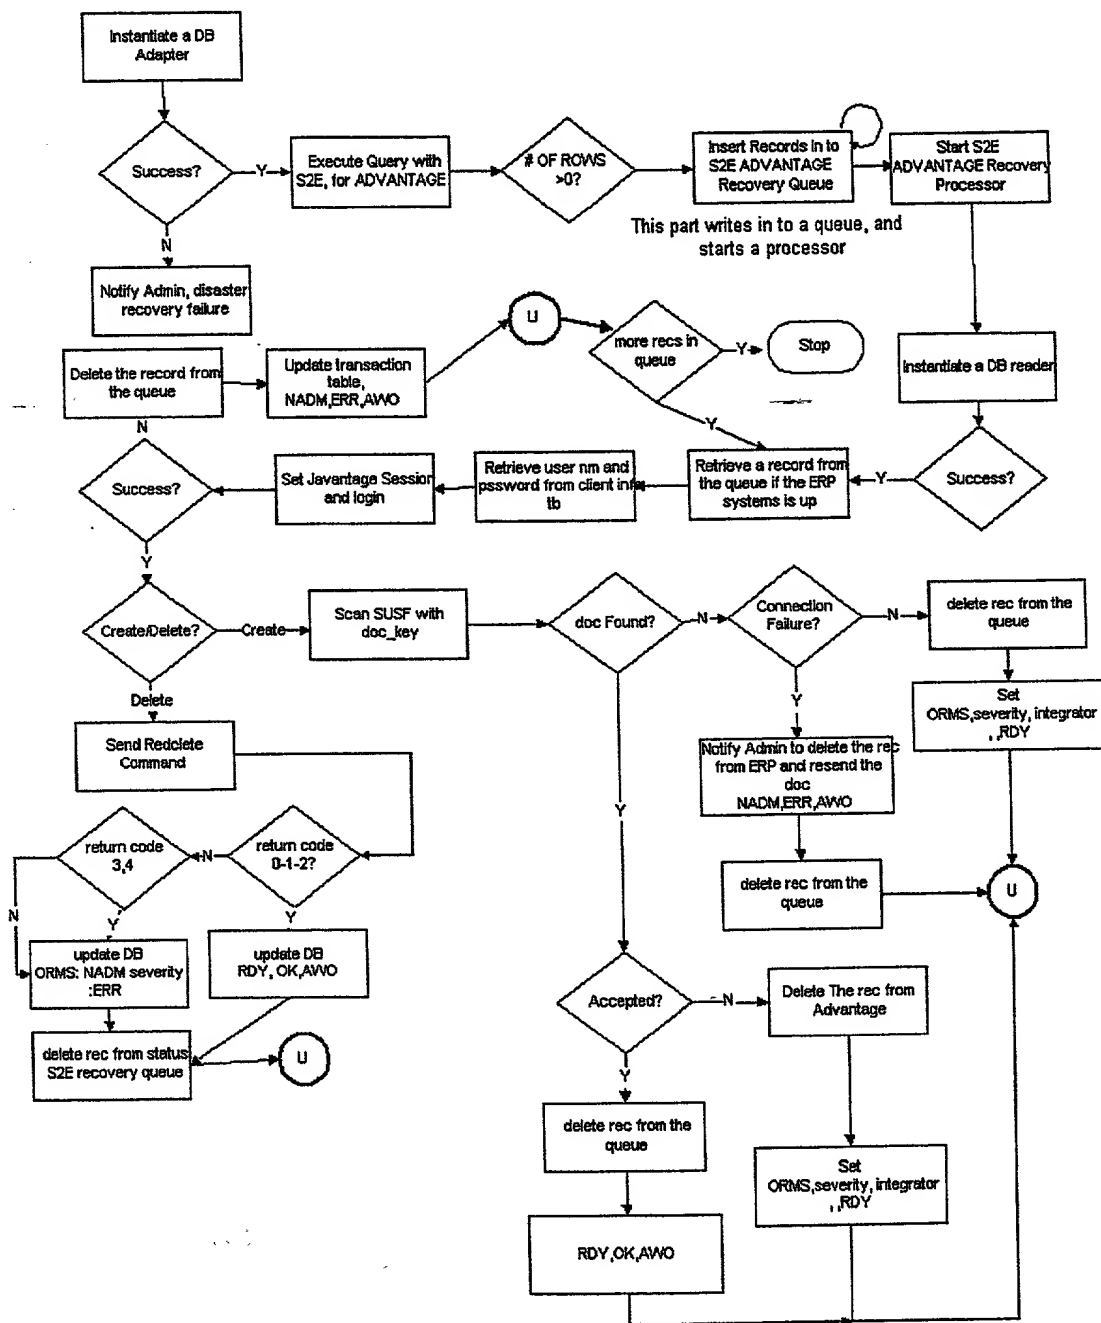 Instantiate a DB
Adapter
Success?
Y
Execute Query with
S2E, for ADVANTAGE
# OF ROWS
>0?
Insert Records in to
S2E ADVANTAGE
Recovery Queue
Start S2E
ADVANTAGE Recovery
Processor
This part writes in to a queue, and
starts a processor
N
Notify Admin, disaster
recovery failure
U
more recs in
queue
Y
Stop
Delete the record from
the queue
Update transaction
table,
NADM,ERR,AWO
Instantiate a DB reader
N
Y
Success?
Set Javantage Session
and login
Retrieve user nm and
pssword from client inf
tb
Retrieve a record from
the queue if the ERP
systems is up
Y
Success?
Y
Create/Delete?
Create
Scan SUSF with
doc_key
doc Found?
N
Connection
Failure?
N
delete rec from the
queue
Delete
Set
ORMS,severity, integrator
,,RDY
Send Redclete
Command
Y
Notify Admin to delete the rec
from ERP and resend the
doc
NADM,ERR,AWO
Y
return code
3,4
N
return code
0-1-2?
delete rec from the
queue
U
N
Y
Y
update DB
ORMS: NADM severity
:ERR
update DB
RDY, OK,AWO
Accepted?
N
Delete The rec from
Advantage
delete rec from status
S2E recovery queue
U
Y
delete rec from the
queue
Set
ORMS,severity, integrator
,,RDY
RDY,OK,AWO